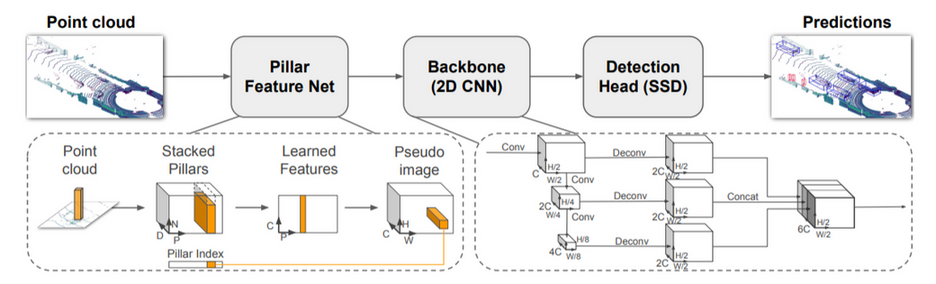 Point cloud
Predictions
Pillar
Feature Net
Backbone
(2D CNN)
Detection
Head (SSD)
Point
cloud
Stacked
Pillars
Learned
Features
Pseudo
image
D
P
N
C
P
C
W
H
Pillar Index
Conv
C
W/2
H/2
Conv
2C
W/4
H/4
Conv
4C
W/8
H/8
Deconv
2C
W/2
H/2
Deconv
2C
W/2
H/2
Deconv
2C
W/2
H/2
Concat
6C
W/2
H/2